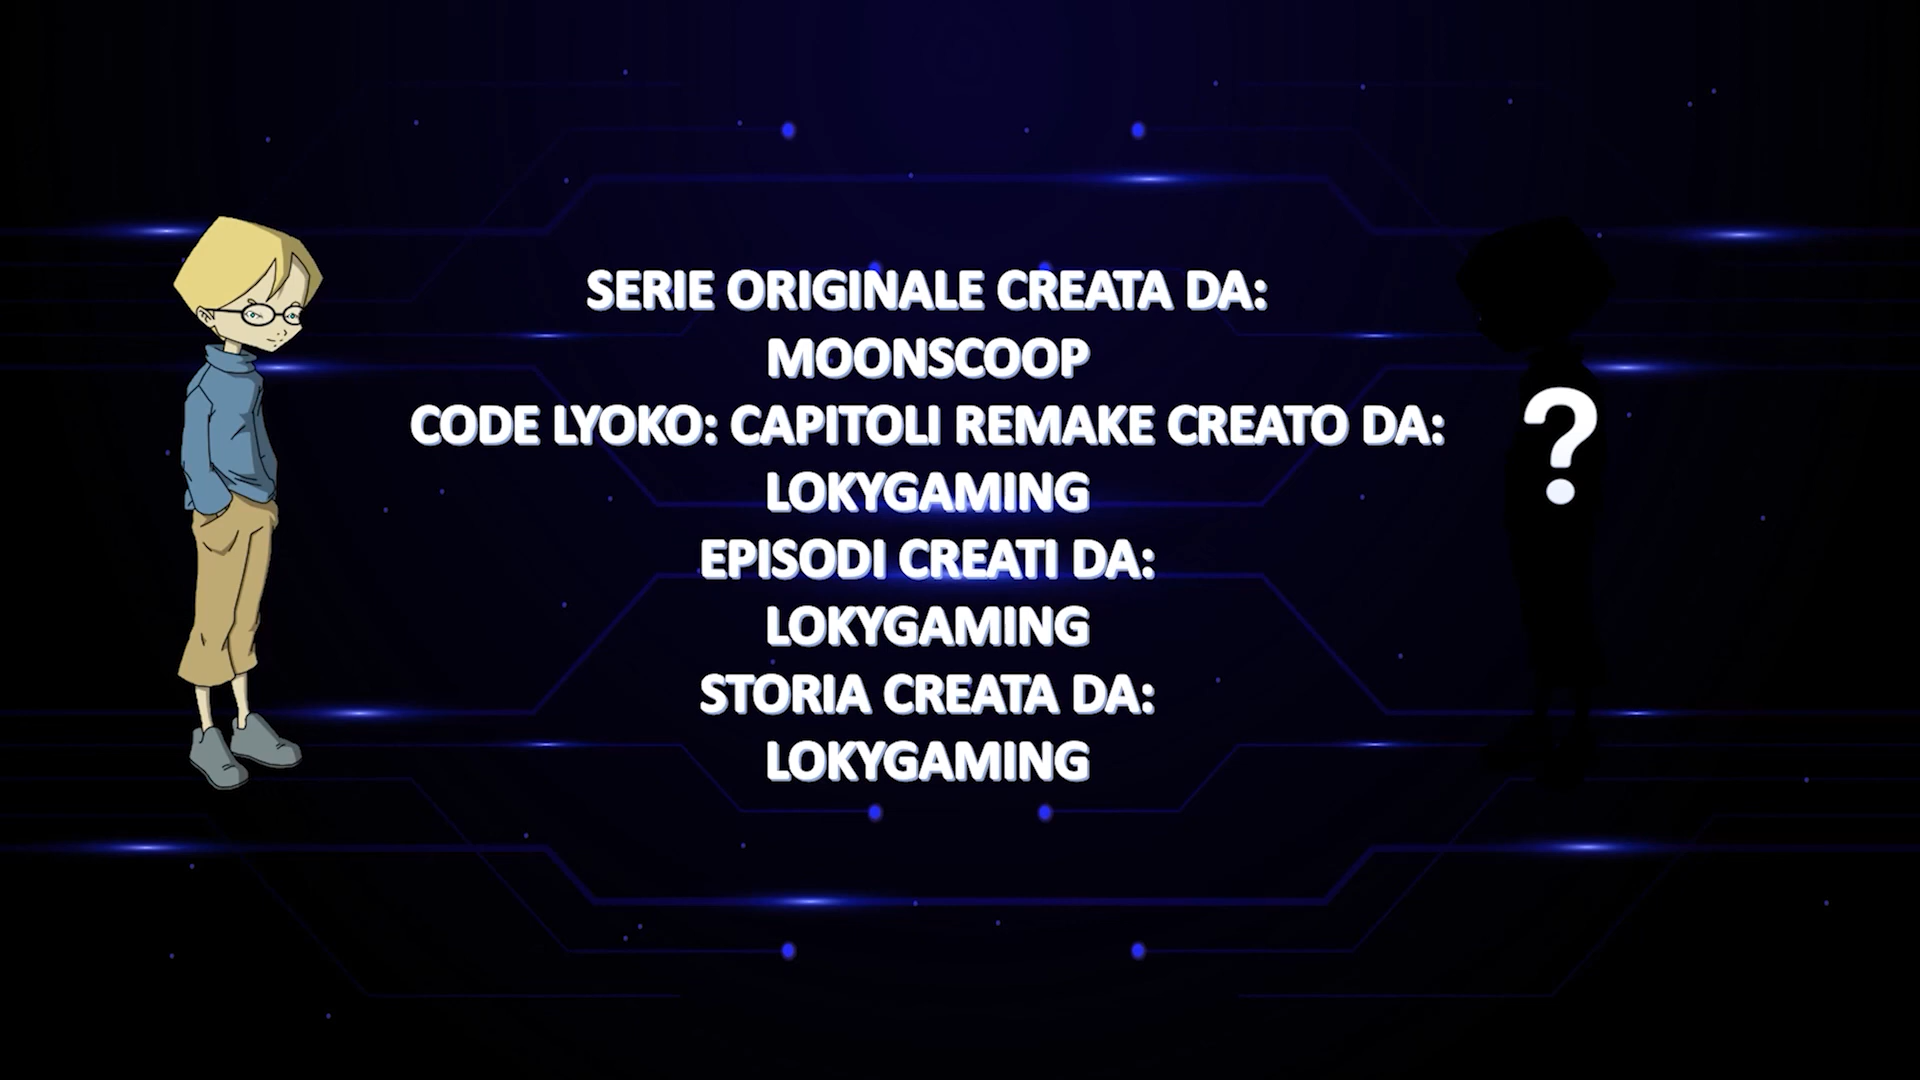 SERIE ORIGINALE CREATA DA:
MOONSCOOP
CODE LYOKO: CAPITOLI REMAKE CREATO DA:
LOKYGAMING
EPISODI CREATI DA:
LOKYGAMING
STORIA CREATA DA:
LOKYGAMING
?